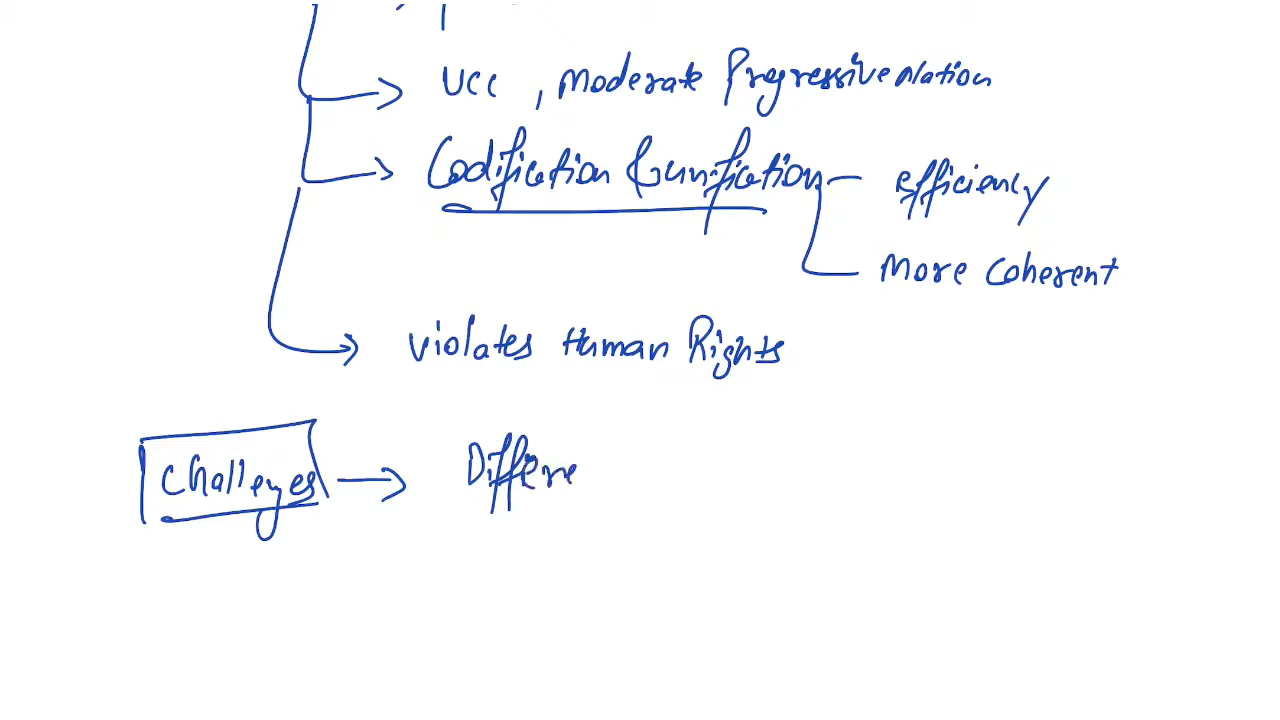 UCC, Moderate Progressive Nation
Codification & unification — efficiency
More Coherent
Violates Human Rights
Challenges → Differe